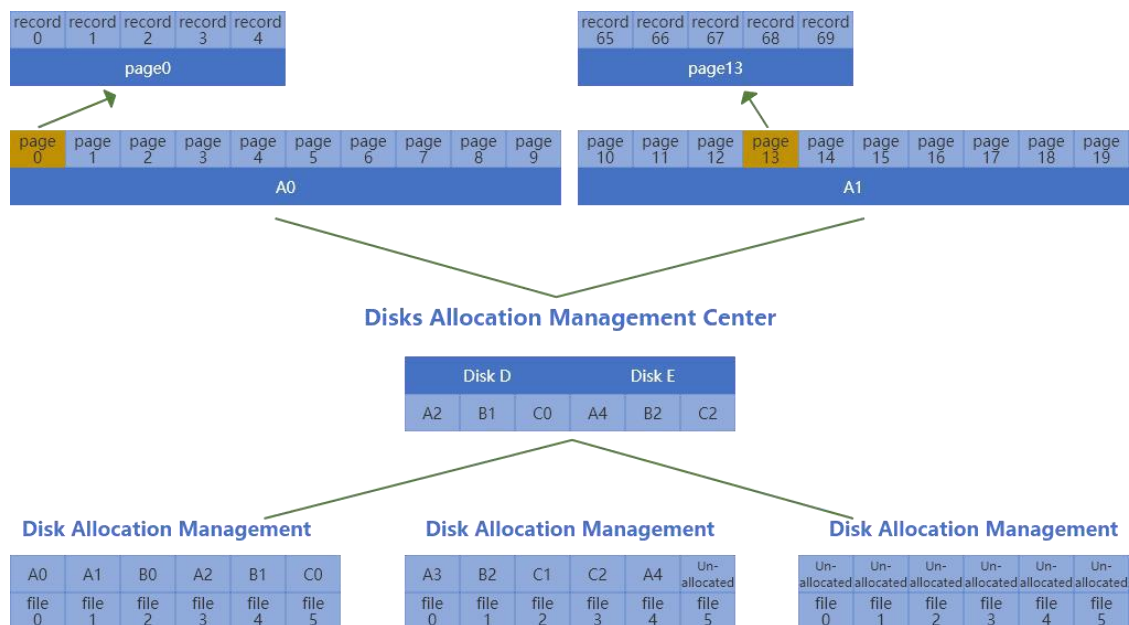 record record record record record record record record record record
0 1 2 3 4 65 66 67 68 69
page0 page13
page page page page page page page page page page page page page page page page page page page page
0 1 2 3 4 5 6 7 8 9 10 11 12 13 14 15 16 17 18 19
A0 A1
Disks Allocation Management Center
Disk D Disk E
A2 B1 C0 A4 B2 C2
Disk Allocation Management Disk Allocation Management Disk Allocation Management
A0 A1 B0 A2 B1 C0 A3 B2 C1 C2 A4 Un-allocated Un-allocated Un-allocated Un-allocated Un-allocated Un-allocated Un-allocated
file file file file file file file file file file file file file file file file file file
0 1 2 3 4 5 0 1 2 3 4 5 0 1 2 3 4 5